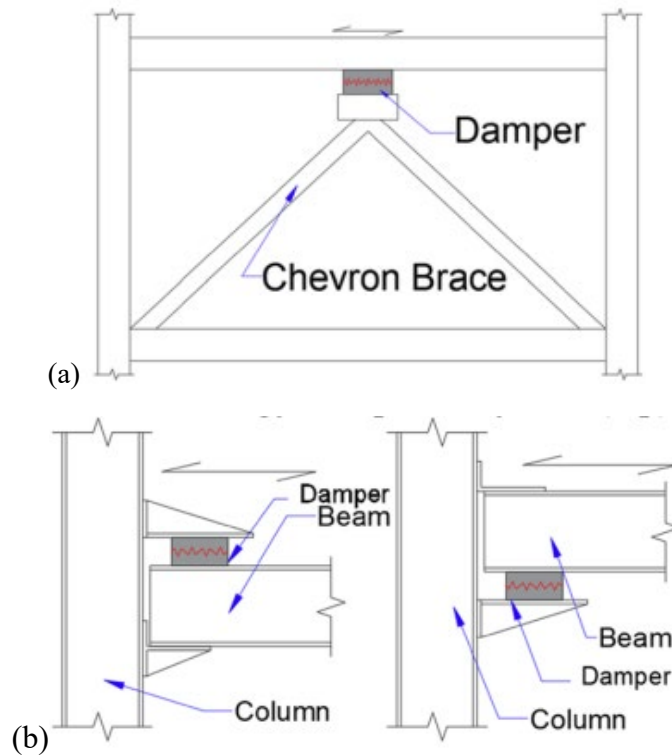 Damper
Chevron Brace
(a)
Damper
Beam
Column
Beam
Damper
Column
(b)